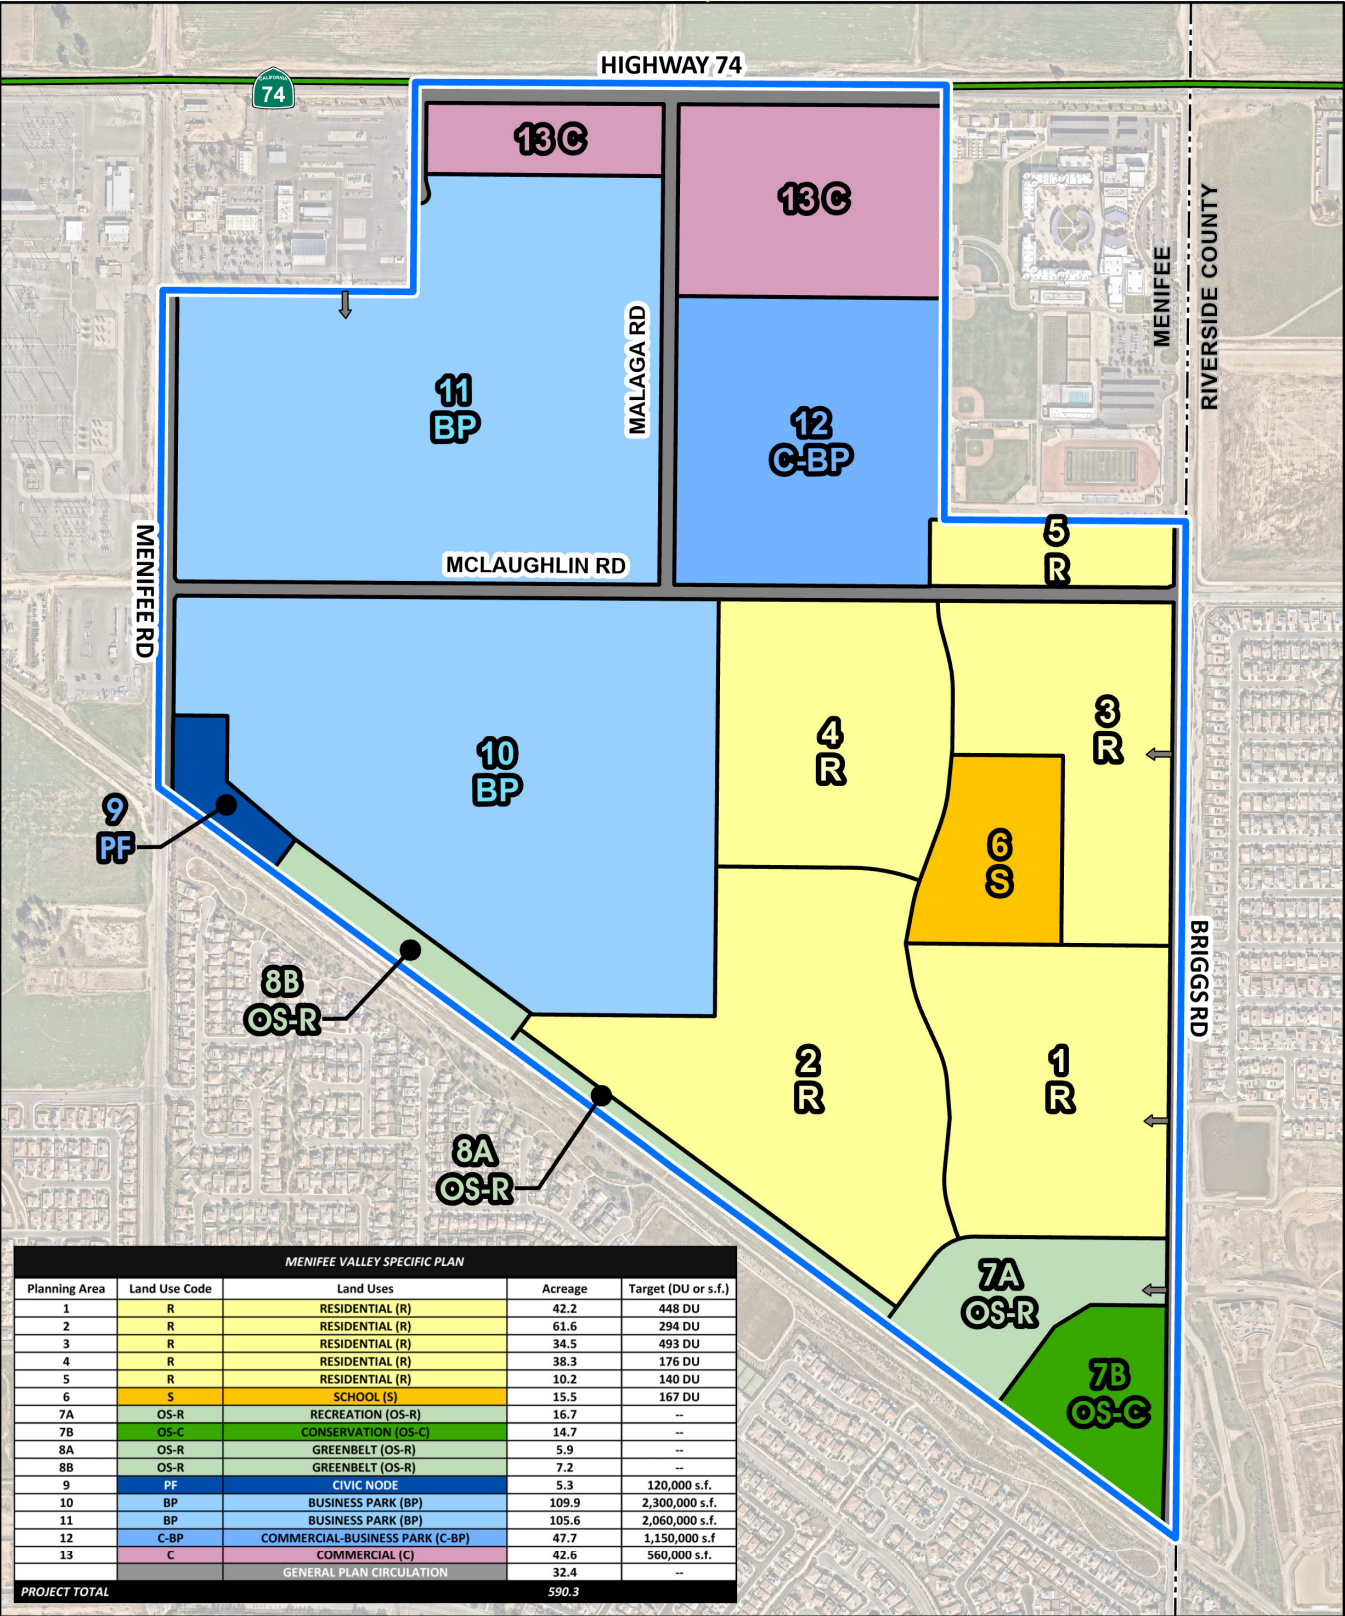 HIGHWAY 74
CALIFORNIA
74
13 C
13 C
MENIFEE
RIVERSIDE COUNTY
MALAGA RD
11
BP
12
C-BP
5
R
MCLAUGHLIN RD
MENIFEE RD
3
R
4
R
10
BP
9
PF
6
S
BRIGGS RD
8B
OS-R
2
R
1
R
8A
OS-R
7A
OS-R
7B
OS-C
MENIFEE VALLEY SPECIFIC PLAN
Planning Area Land Use Code Land Uses Acreage Target (DU or s.f.)
1 R RESIDENTIAL (R) 42.2 448 DU
2 R RESIDENTIAL (R) 61.6 294 DU
3 R RESIDENTIAL (R) 34.5 493 DU
4 R RESIDENTIAL (R) 38.3 176 DU
5 R RESIDENTIAL (R) 10.2 140 DU
6 S SCHOOL (S) 15.5 167 DU
7A OS-R RECREATION (OS-R) 16.7 --
7B OS-C CONSERVATION (OS-C) 14.7 --
8A OS-R GREENBELT (OS-R) 5.9 --
8B OS-R GREENBELT (OS-R) 7.2 --
9 PF CIVIC NODE 5.3 120,000 s.f.
10 BP BUSINESS PARK (BP) 109.9 2,300,000 s.f.
11 BP BUSINESS PARK (BP) 105.6 2,060,000 s.f.
12 C-BP COMMERCIAL-BUSINESS PARK (C-BP) 47.7 1,150,000 s.f
13 C COMMERCIAL (C) 42.6 560,000 s.f.
GENERAL PLAN CIRCULATION 32.4 --
PROJECT TOTAL 590.3